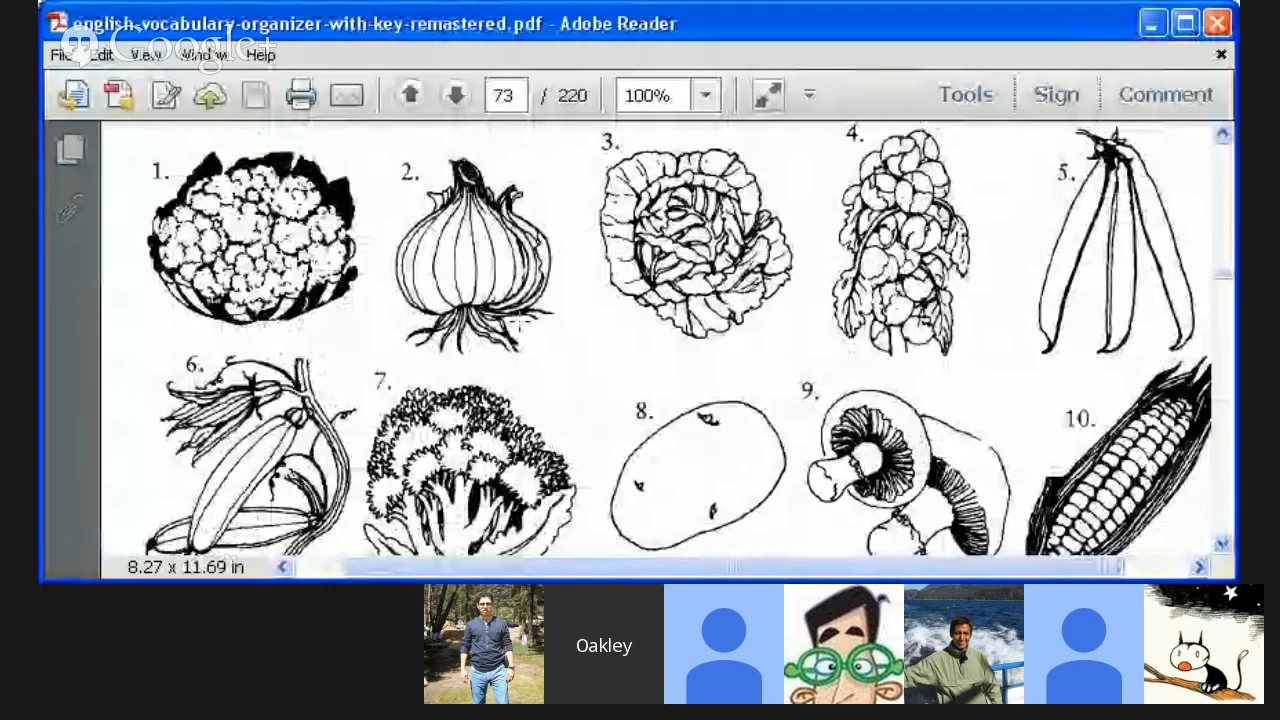 english-vocabulary-organizer-with-key-remastered.pdf - Adobe Reader
Google+
File Edit View Window Help
73 / 220 100% Tools Sign Comment
1. 2. 3. 4. 5.
6. 7. 8. 9. 10.
8.27 x 11.69 in
Oakley